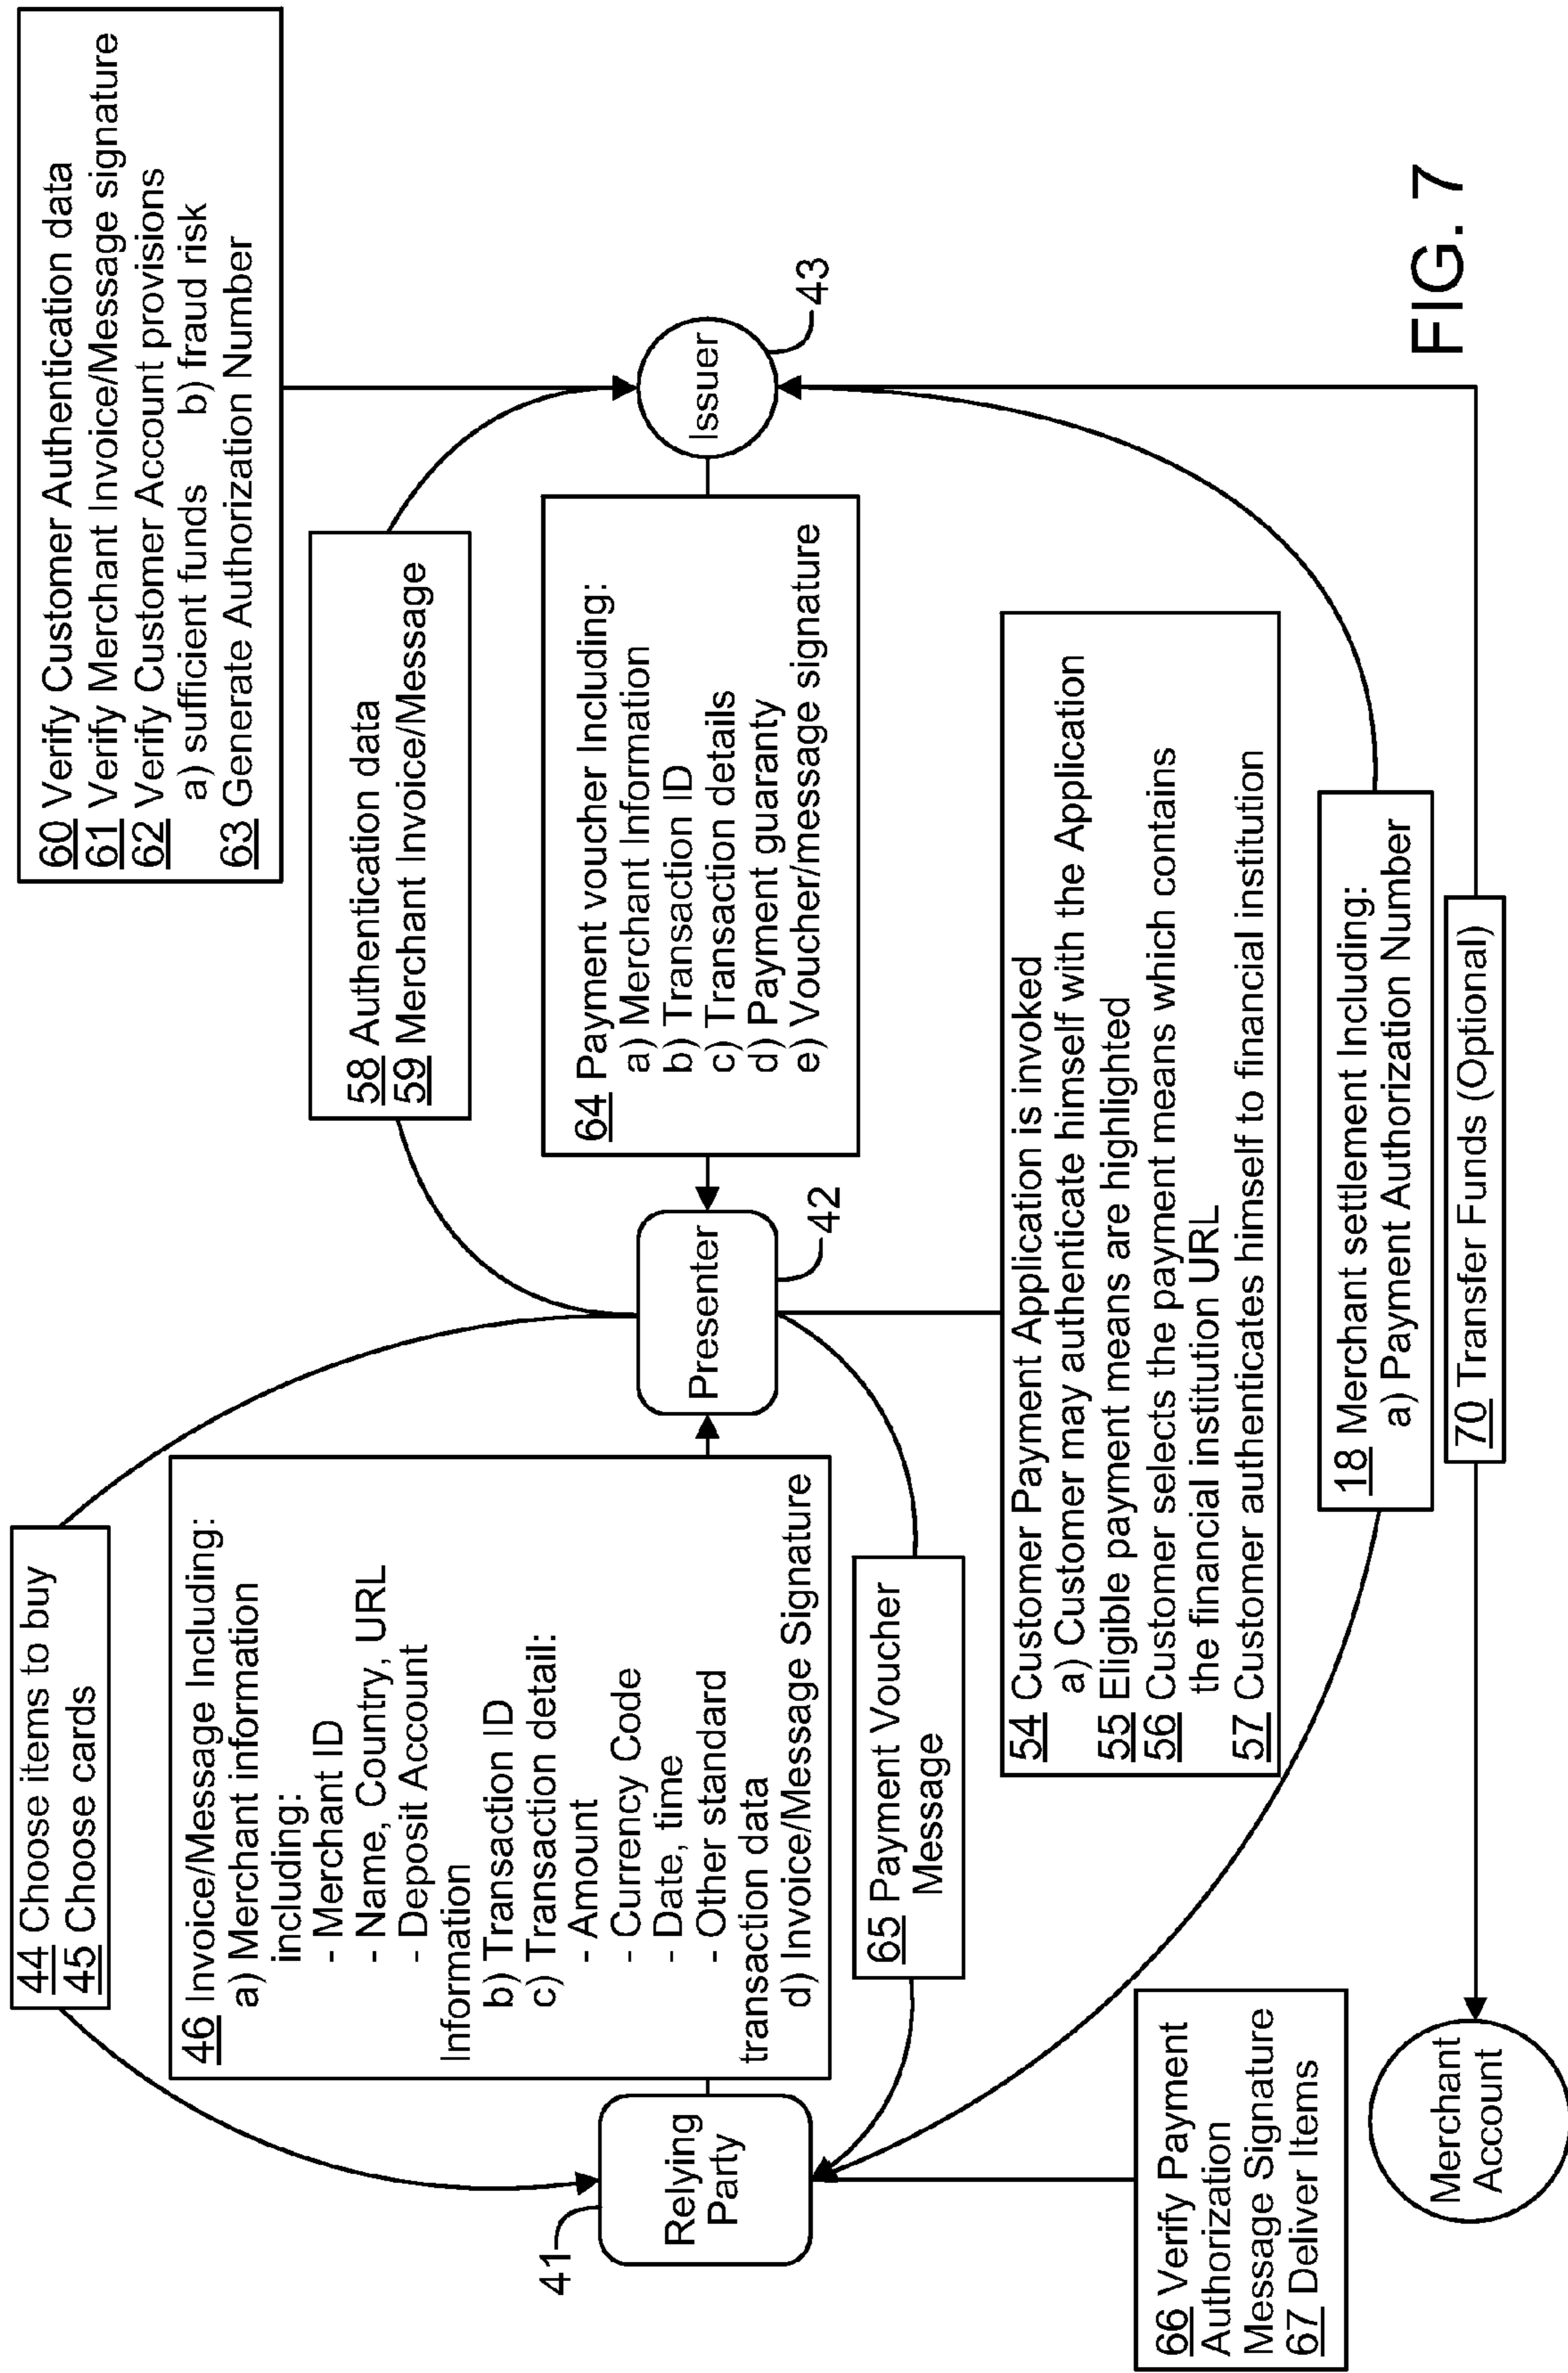 44 Choose items to buy
45 Choose cards
60 Verify Customer Authentication data
61 Verify Merchant Invoice/Message signature
62 Verify Customer Account provisions
a) sufficient funds b) fraud risk
63 Generate Authorization Number
46 Invoice/Message Including:
a) Merchant information
including:
- Merchant ID
- Name, Country, URL
- Deposit Account
Information
b) Transaction ID
c) Transaction detail:
- Amount
- Currency Code
- Date, time
- Other standard
transaction data
d) Invoice/Message Signature
58 Authentication data
59 Merchant Invoice/Message
64 Payment voucher Including:
a) Merchant Information
b) Transaction ID
c) Transaction details
d) Payment guaranty
e) Voucher/message signature
41
Relying
Party
Presenter
42
Issuer
43
65 Payment Voucher
Message
54 Customer Payment Application is invoked
a) Customer may authenticate himself with the Application
55 Eligible payment means are highlighted
56 Customer selects the payment means which contains
the financial institution URL
57 Customer authenticates himself to financial institution
66 Verify Payment
Authorization
Message Signature
67 Deliver Items
18 Merchant settlement Including:
a) Payment Authorization Number
70 Transfer Funds (Optional)
Merchant
Account
FIG. 7